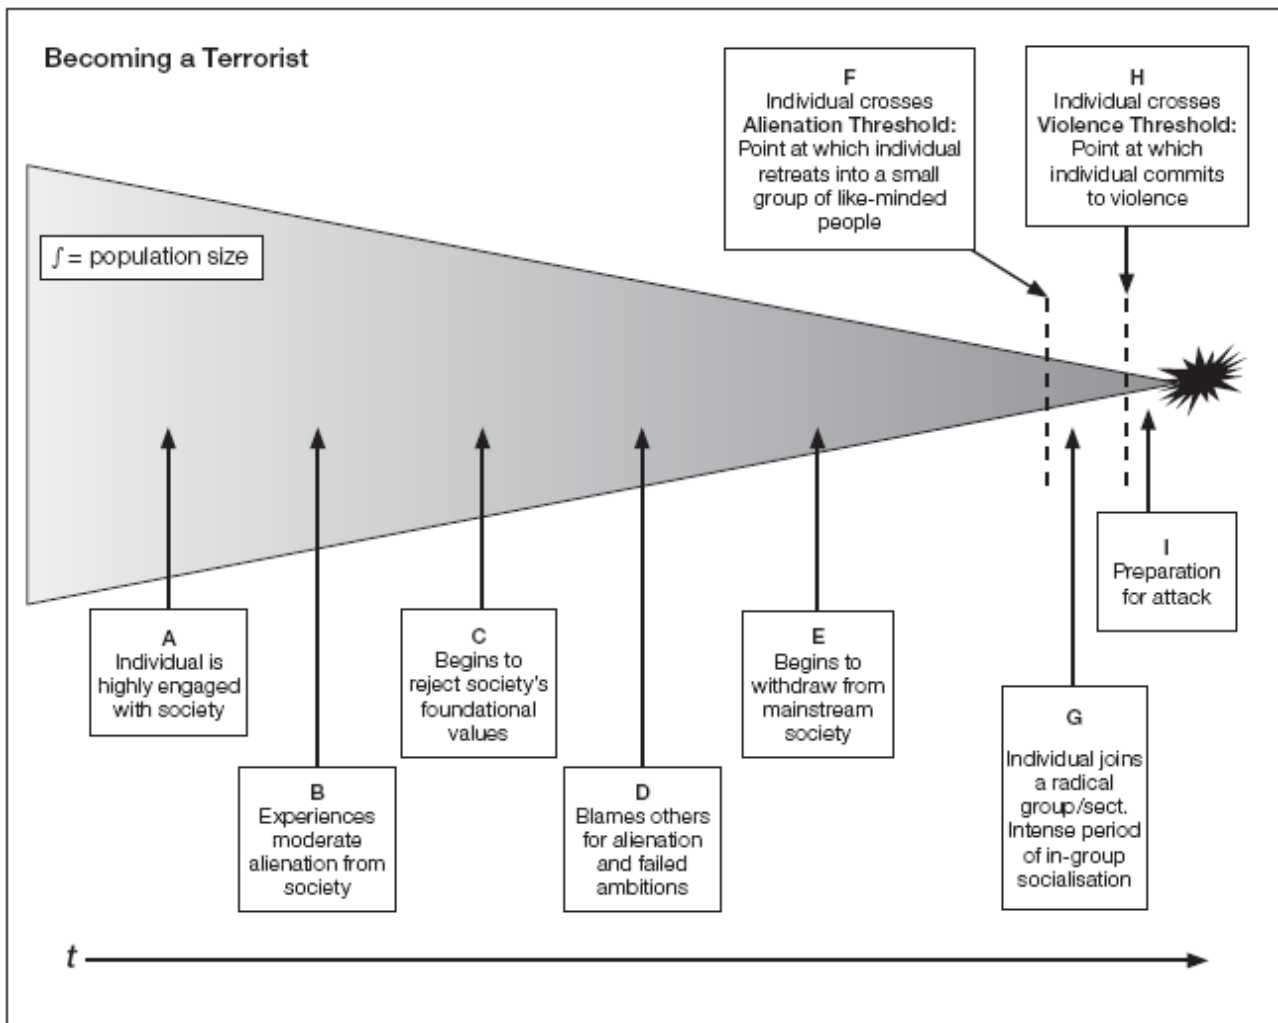 Becoming a Terrorist
∫ = population size
F
Individual crosses
Alienation Threshold:
Point at which individual
retreats into a small
group of like-minded
people
H
Individual crosses
Violence Threshold:
Point at which
individual commits
to violence
A
Individual is
highly engaged
with society
B
Experiences
moderate
alienation from
society
C
Begins to
reject society's
foundational
values
D
Blames others
for alienation
and failed
ambitions
E
Begins to
withdraw from
mainstream
society
G
Individual joins
a radical
group/sect.
Intense period
of in-group
socialisation
I
Preparation
for attack
t